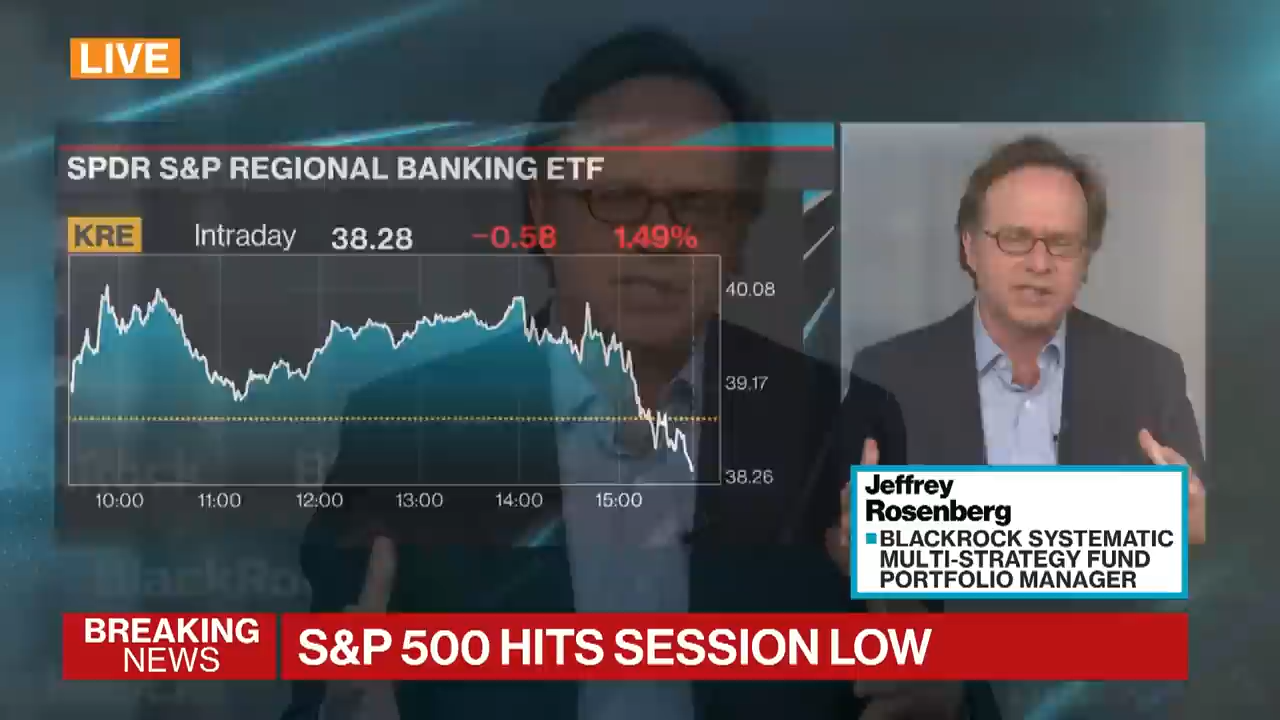 LIVE
SPDR S&P REGIONAL BANKING ETF
KRE Intraday 38.28 -0.58 1.49%
40.08
39.17
38.26
10:00 11:00 12:00 13:00 14:00 15:00
BlackRo
Jeffrey
Rosenberg
BLACKROCK SYSTEMATIC
MULTI-STRATEGY FUND
PORTFOLIO MANAGER
BREAKING
NEWS
S&P 500 HITS SESSION LOW